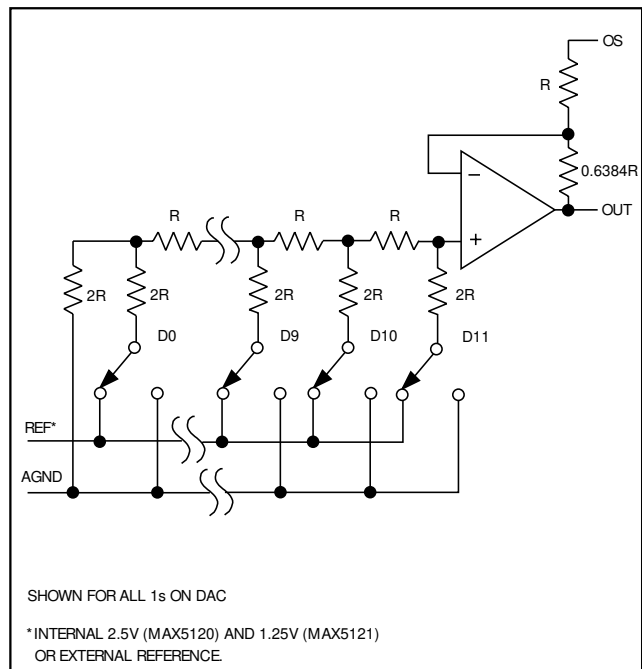 OS
R
−
0.6384R
OUT
+
R R R
2R 2R 2R 2R 2R
D0 D9 D10 D11
REF*
AGND
SHOWN FOR ALL 1s ON DAC
*INTERNAL 2.5V (MAX5120) AND 1.25V (MAX5121)
OR EXTERNAL REFERENCE.